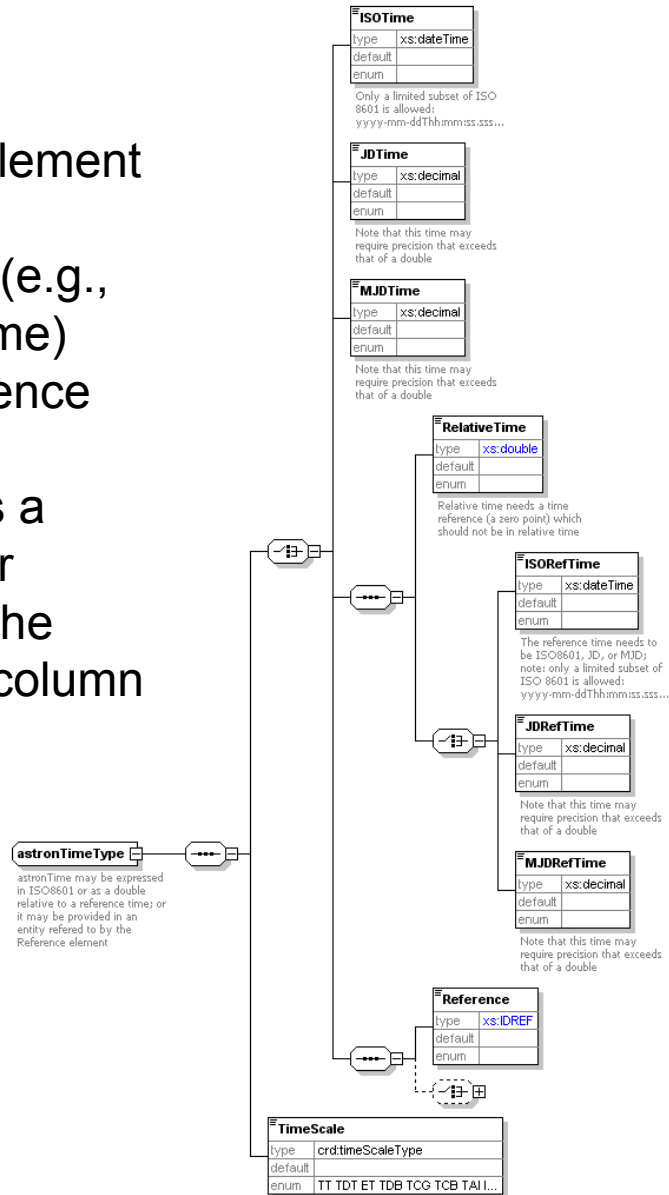 lement
(e.g.,
me)
ence
s a
r
he
column
ISOTime
type xs:dateTime
default
enum
Only a limited subset of ISO
8601 is allowed:
yyyy-mm-ddThh:mm:ss.sss...
JDTime
type xs:decimal
default
enum
Note that this time may
require precision that exceeds
that of a double
MJDTime
type xs:decimal
default
enum
Note that this time may
require precision that exceeds
that of a double
RelativeTime
type xs:double
default
enum
Relative time needs a time
reference (a zero point) which
should not be in relative time
ISORefTime
type xs:dateTime
default
enum
The reference time needs to
be ISO8601, JD, or MJD;
note: only a limited subset of
ISO 8601 is allowed:
yyyy-mm-ddThh:mm:ss.sss...
JDRefTime
type xs:decimal
default
enum
Note that this time may
require precision that exceeds
that of a double
MJDRefTime
type xs:decimal
default
enum
Note that this time may
require precision that exceeds
that of a double
astronTimeType
astronTime may be expressed
in ISO8601 or as a double
relative to a reference time; or
it may be provided in an
entity refered to by the
Reference element
Reference
type xs:IDREF
default
enum
TimeScale
type crd:timeScaleType
default
enum TT TDT ET TDB TCG TCB TAI I...